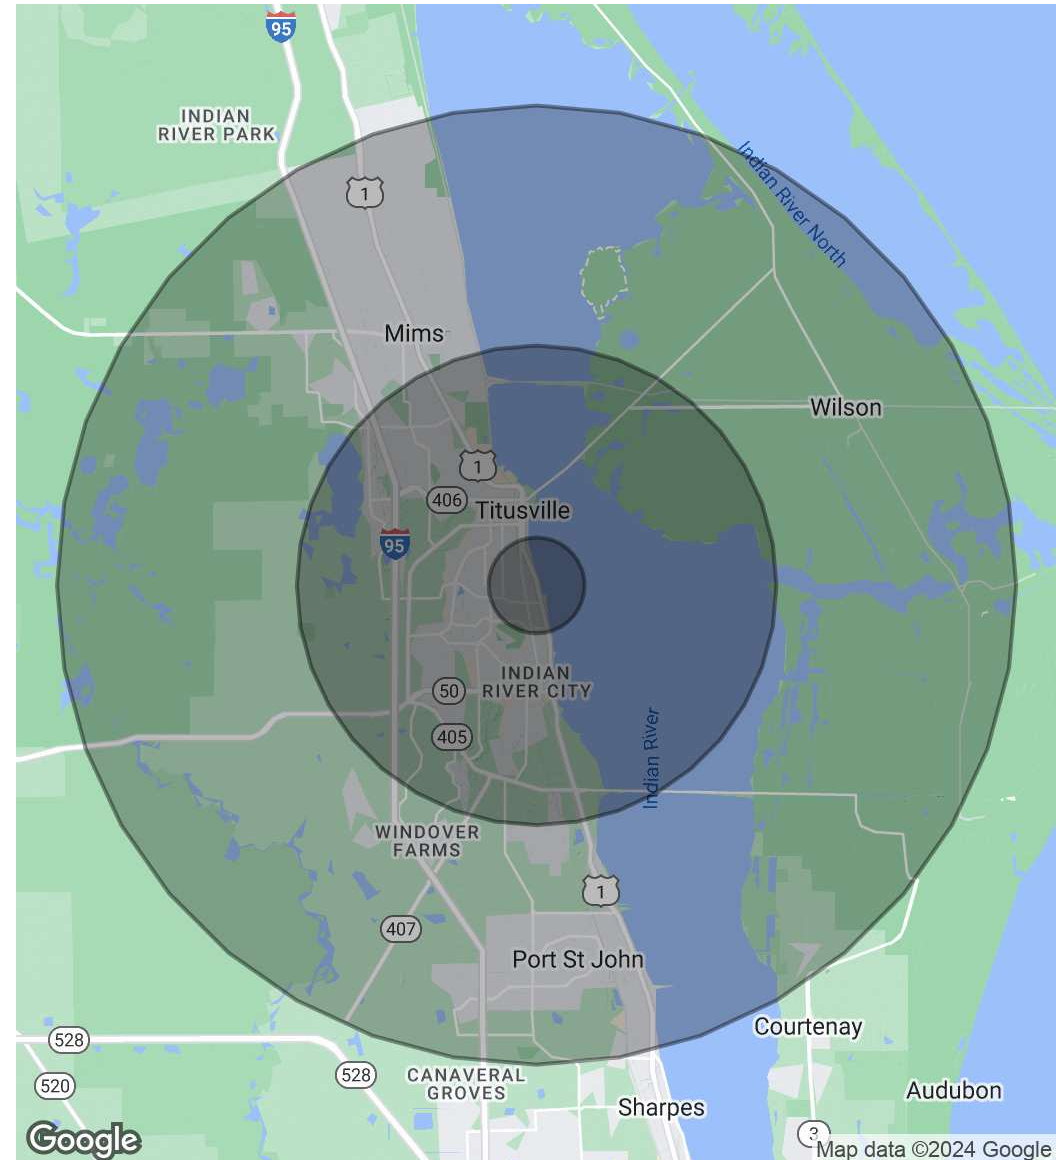 95
INDIAN
RIVER PARK
1
Indian River North
Mims
Wilson
1
406
Titusville
95
INDIAN
RIVER CITY
50
405
Indian River
WINDOVER
FARMS
1
407
Port St John
Courtenay
528
528
520
CANAVERAL
GROVES
Audubon
Sharpes
3
Google
Map data ©2024 Google